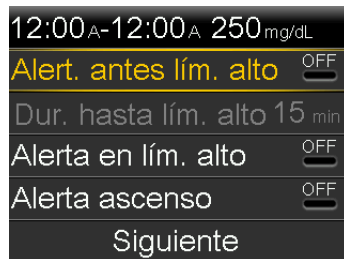 12:00A-12:00A 250mg/dL
Alert. antes lím. alto OFF
Dur. hasta lím. alto 15 min
Alerta en lím. alto OFF
Alerta ascenso OFF
Siguiente